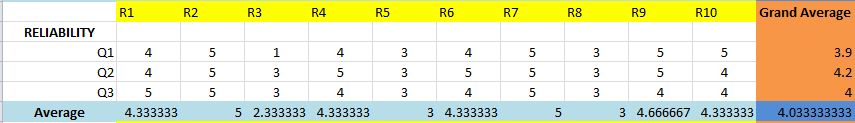 R1 R2 R3 R4 R5 R6 R7 R8 R9 R10 Grand Average
RELIABILITY
Q1 4 5 1 4 3 4 5 3 5 5 3.9
Q2 4 5 3 5 3 5 5 3 5 4 4.2
Q3 5 5 3 4 3 4 5 3 4 4 4
Average 4.333333 5 2.333333 4.333333 3 4.333333 5 3 4.666667 4.333333 4.033333333